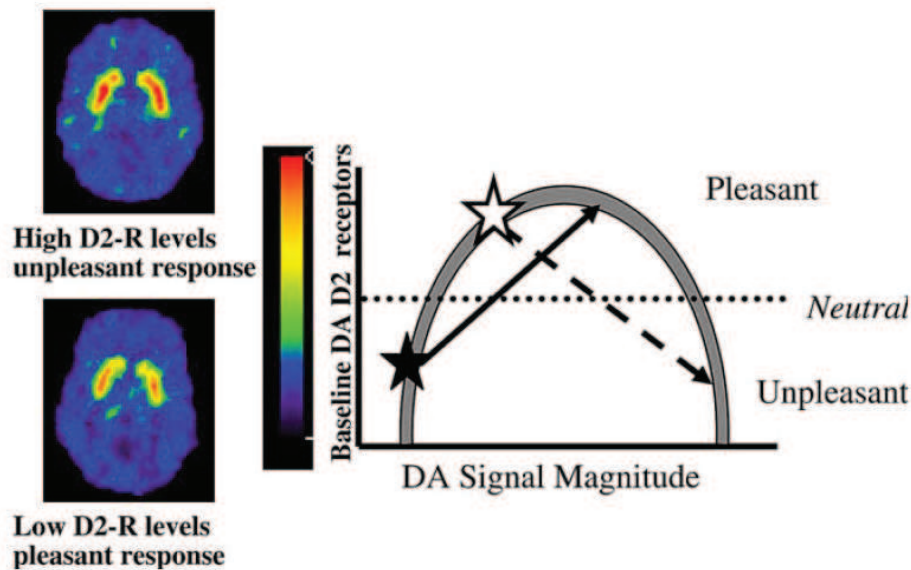 High D2-R levels
unpleasant response
Low D2-R levels
pleasant response
Baseline DA D2 receptors
Pleasant
Neutral
Unpleasant
DA Signal Magnitude